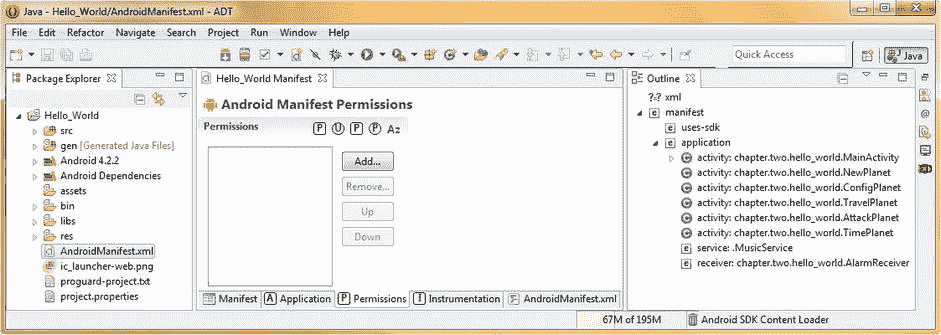 Java - Hello_World/AndroidManifest.xml - ADT
File Edit Refactor Navigate Search Project Run Window Help
Quick Access
Java
Package Explorer
Hello_World
src
gen [Generated Java Files]
Android 4.2.2
Android Dependencies
assets
bin
libs
res
AndroidManifest.xml
ic_launcher-web.png
proguard-project.txt
project.properties
Hello_World Manifest
Android Manifest Permissions
Permissions
P U P P Az
Add...
Remove...
Up
Down
Manifest A Application P Permissions I Instrumentation AndroidManifest.xml
Outline
?=? xml
e manifest
e uses-sdk
e application
activity: chapter.two.hello_world.MainActivity
activity: chapter.two.hello_world.NewPlanet
activity: chapter.two.hello_world.ConfigPlanet
activity: chapter.two.hello_world.TravelPlanet
activity: chapter.two.hello_world.AttackPlanet
activity: chapter.two.hello_world.TimePlanet
e service: .MusicService
e receiver: chapter.two.hello_world.AlarmReceiver
67M of 195M
Android SDK Content Loader